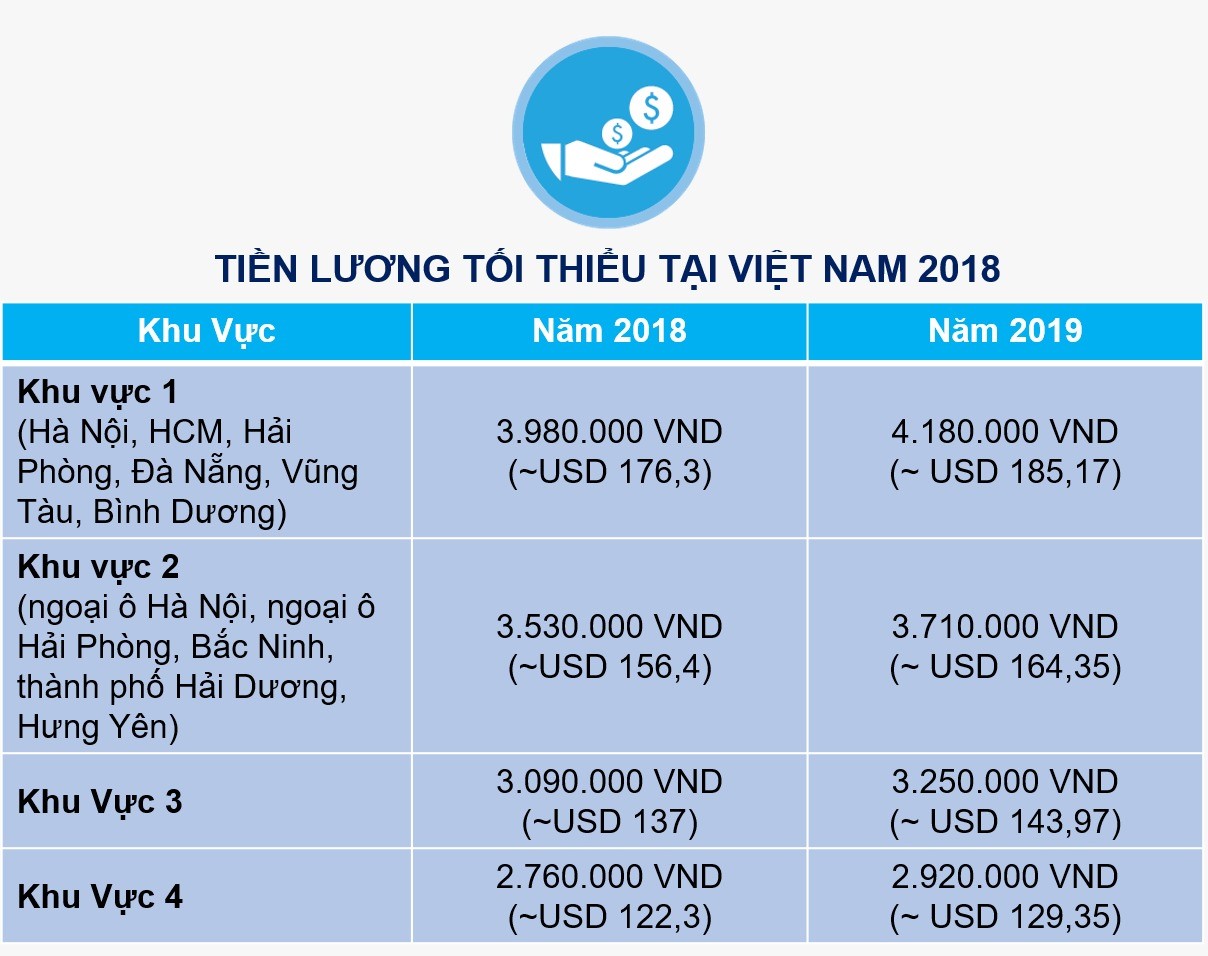 $
$
TIỀN LƯƠNG TỐI THIỂU TẠI VIỆT NAM 2018
Khu Vực
Năm 2018
Năm 2019
Khu vực 1
(Hà Nội, HCM, Hải
Phòng, Đà Nẵng, Vũng
Tàu, Bình Dương)
3.980.000 VND
(~USD 176,3)
4.180.000 VND
(~ USD 185,17)
Khu vực 2
(ngoại ô Hà Nội, ngoại ô
Hải Phòng, Bắc Ninh,
thành phố Hải Dương,
Hưng Yên)
3.530.000 VND
(~USD 156,4)
3.710.000 VND
(~ USD 164,35)
Khu Vực 3
3.090.000 VND
(~USD 137)
3.250.000 VND
(~ USD 143,97)
Khu Vực 4
2.760.000 VND
(~USD 122,3)
2.920.000 VND
(~ USD 129,35)